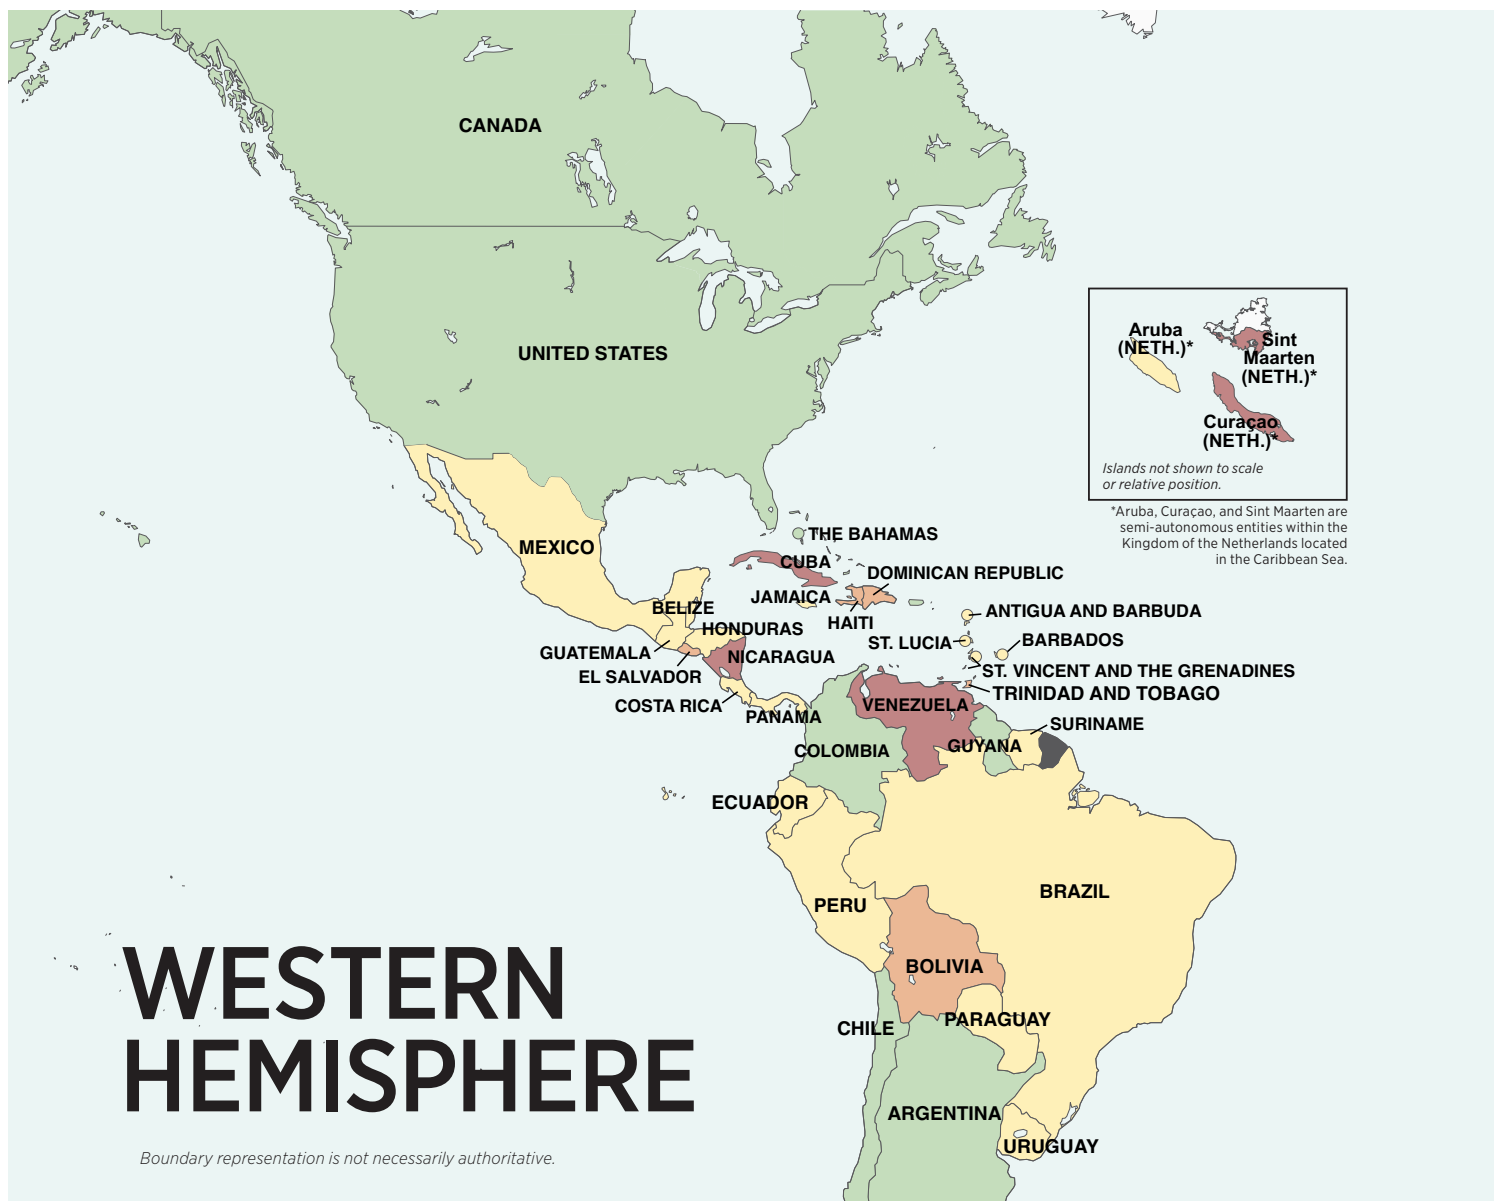 CANADA
UNITED STATES
Aruba
(NETH.)*
Sint
Maarten
(NETH.)*
Curaçao
(NETH.)*
Islands not shown to scale
or relative position.
*Aruba, Curaçao, and Sint Maarten are
semi-autonomous entities within the
Kingdom of the Netherlands located
in the Caribbean Sea.
MEXICO
THE BAHAMAS
CUBA
DOMINICAN REPUBLIC
JAMAICA
BELIZE
HAITI
ANTIGUA AND BARBUDA
HONDURAS
ST. LUCIA
BARBADOS
GUATEMALA
NICARAGUA
EL SALVADOR
ST. VINCENT AND THE GRENADINES
TRINIDAD AND TOBAGO
COSTA RICA
VENEZUELA
PANAMA
SURINAME
GUYANA
COLOMBIA
ECUADOR
BRAZIL
PERU
BOLIVIA
PARAGUAY
CHILE
ARGENTINA
URUGUAY
WESTERN
HEMISPHERE
Boundary representation is not necessarily authoritative.